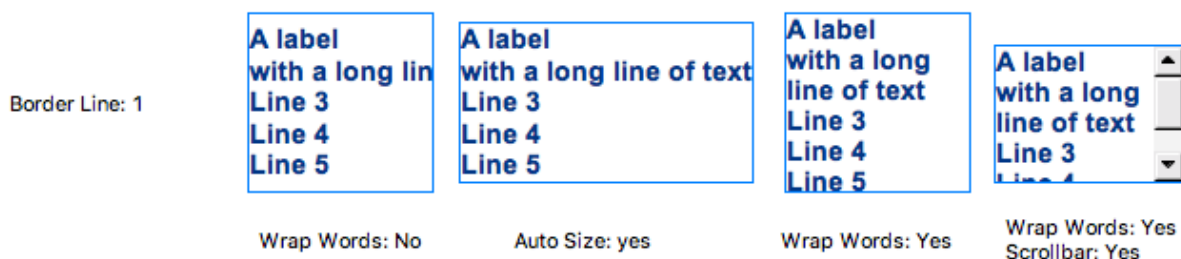 Border Line: 1
A label
with a long lin
Line 3
Line 4
Line 5
A label
with a long line of text
Line 3
Line 4
Line 5
A label
with a long
line of text
Line 3
Line 4
Line 5
A label
with a long
line of text
Line 3
Line 4
Wrap Words: No
Auto Size: yes
Wrap Words: Yes
Wrap Words: Yes
Scrollbar: Yes